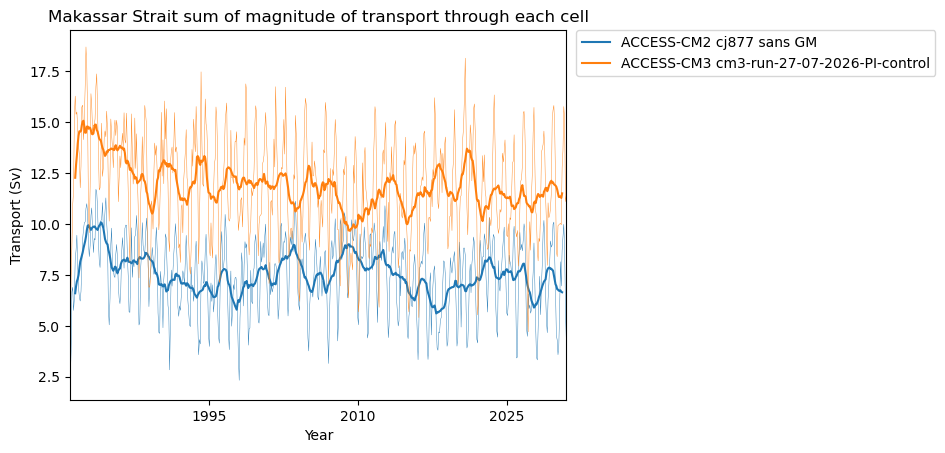 Makassar Strait sum of magnitude of transport through each cell
ACCESS-CM2 cj877 sans GM
ACCESS-CM3 cm3-run-27-07-2026-PI-control
17.5
15.0
12.5
10.0
7.5
5.0
2.5
Transport (Sv)
1995
2010
2025
Year